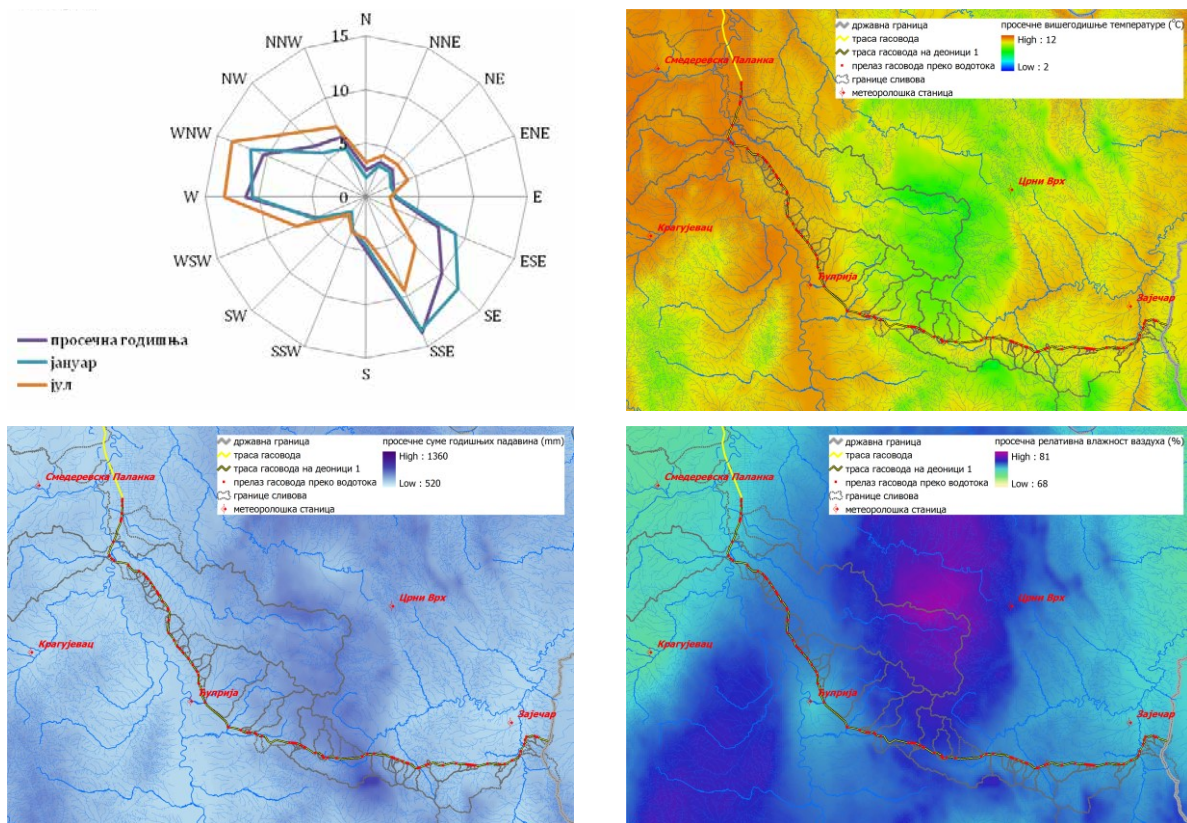 N
NNW
NNE
NW
NE
WNW
ENE
W
E
WSW
ESE
SW
SE
SSW
SSE
S
15
10
5
0
просечна годишња
јануар
јул
државна граница
траса гасовода
траса гасовода на деоници 1
прелаз гасовода преко водотока
границе сливова
метеоролошка станица
просечне вишегодишње температуре (°C)
High : 12
Low : 2
Смедеревска Паланка
Црни Врх
Крагујевац
Ћуприја
Зајечар
државна граница
траса гасовода
траса гасовода на деоници 1
прелаз гасовода преко водотока
границе сливова
метеоролошка станица
просечне суме годишњих падавина (mm)
High : 1360
Low : 520
Смедеревска Паланка
Црни Врх
Крагујевац
Ћуприја
Зајечар
државна граница
траса гасовода
траса гасовода на деоници 1
прелаз гасовода преко водотока
границе сливова
метеоролошка станица
просечна релативна влажност ваздуха (%)
High : 81
Low : 68
Смедеревска Паланка
Црни Врх
Крагујевац
Ћуприја
Зајечар